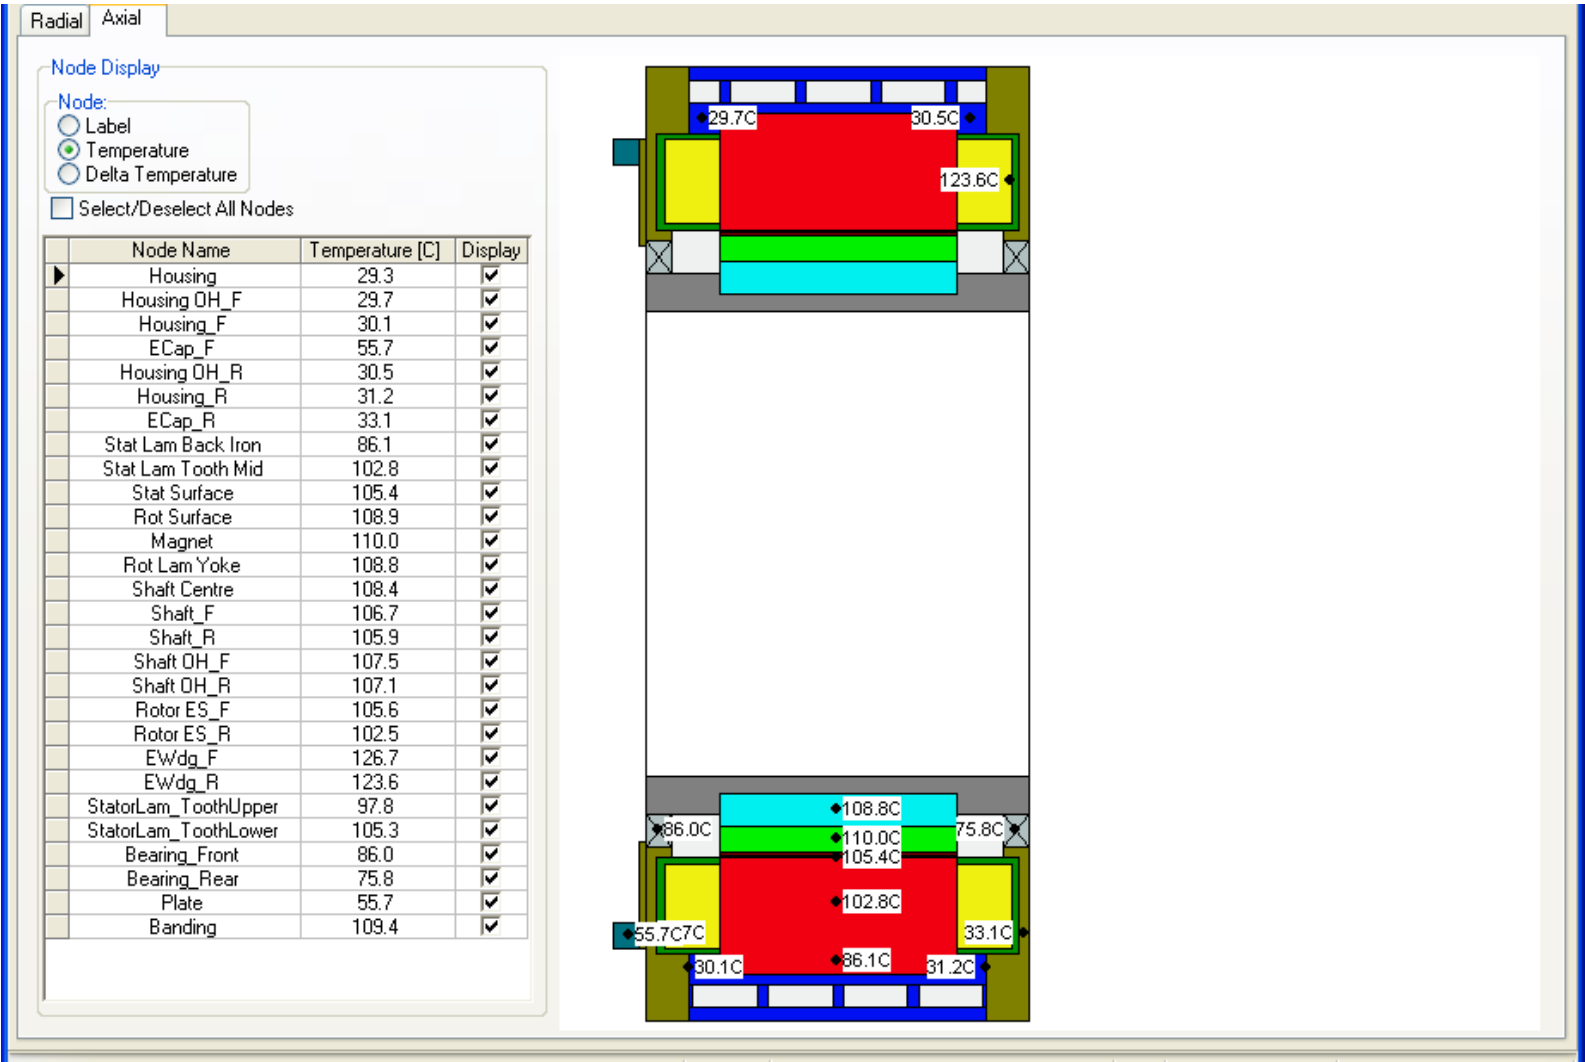 Radial Axial
Node Display
Node:
Label
Temperature
Delta Temperature
Select/Deselect All Nodes
Node Name Temperature [C] Display
Housing 29.3
Housing OH_F 29.7
Housing_F 30.1
ECap_F 55.7
Housing OH_R 30.5
Housing_R 31.2
ECap_R 33.1
Stat Lam Back Iron 86.1
Stat Lam Tooth Mid 102.8
Stat Surface 105.4
Rot Surface 108.9
Magnet 110.0
Rot Lam Yoke 108.8
Shaft Centre 108.4
Shaft_F 106.7
Shaft_R 105.9
Shaft OH_F 107.5
Shaft OH_R 107.1
Rotor ES_F 105.6
Rotor ES_R 102.5
EWdg_F 126.7
EWdg_R 123.6
StatorLam_ToothUpper 97.8
StatorLam_ToothLower 105.3
Bearing_Front 86.0
Bearing_Rear 75.8
Plate 55.7
Banding 109.4
29.7C 30.5C
123.6C
108.8C
86.0C 110.0C 75.8C
105.4C
102.8C
55.7C7C 33.1C
86.1C
30.1C 31.2C